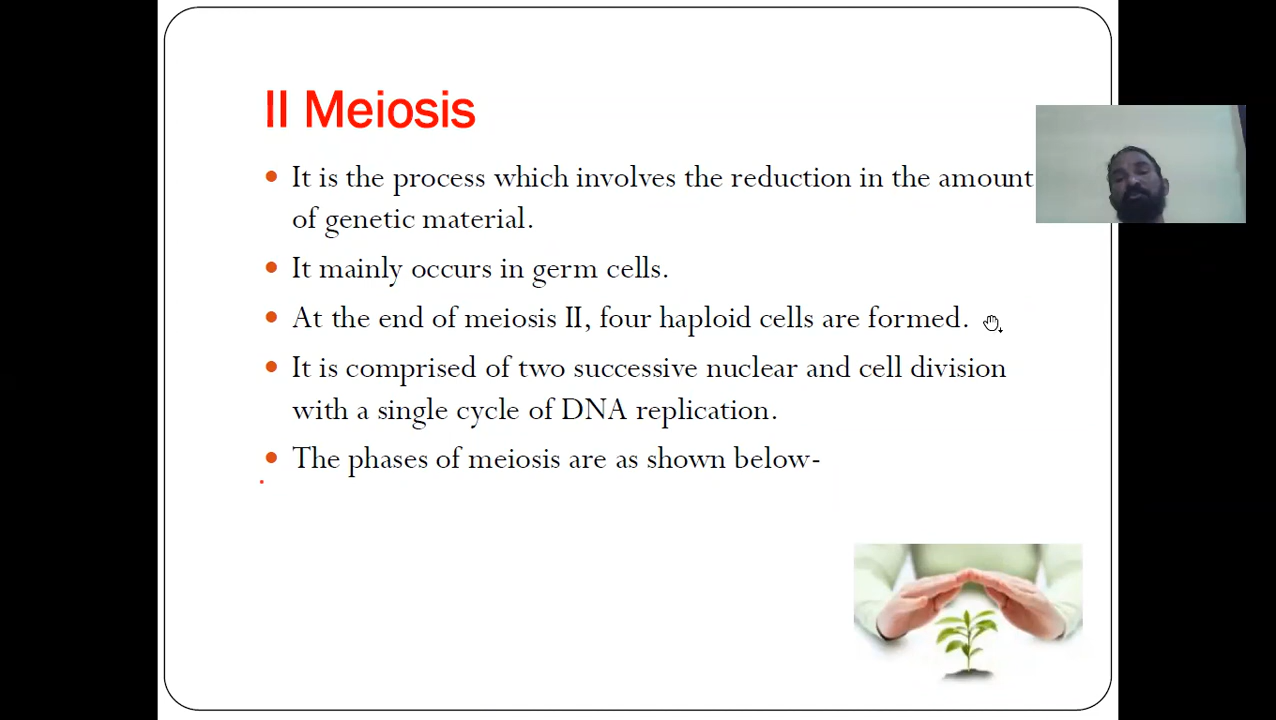 II Meiosis
It is the process which involves the reduction in the amount
of genetic material.
It mainly occurs in germ cells.
At the end of meiosis II, four haploid cells are formed.
It is comprised of two successive nuclear and cell division
with a single cycle of DNA replication.
The phases of meiosis are as shown below-